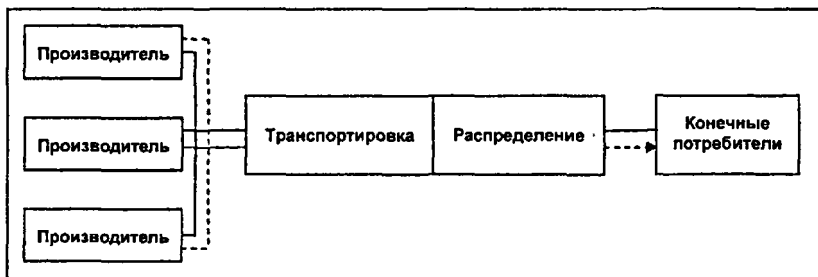 Производитель
Производитель
Транспортировка
Распределение
Конечные
потребители
Производитель